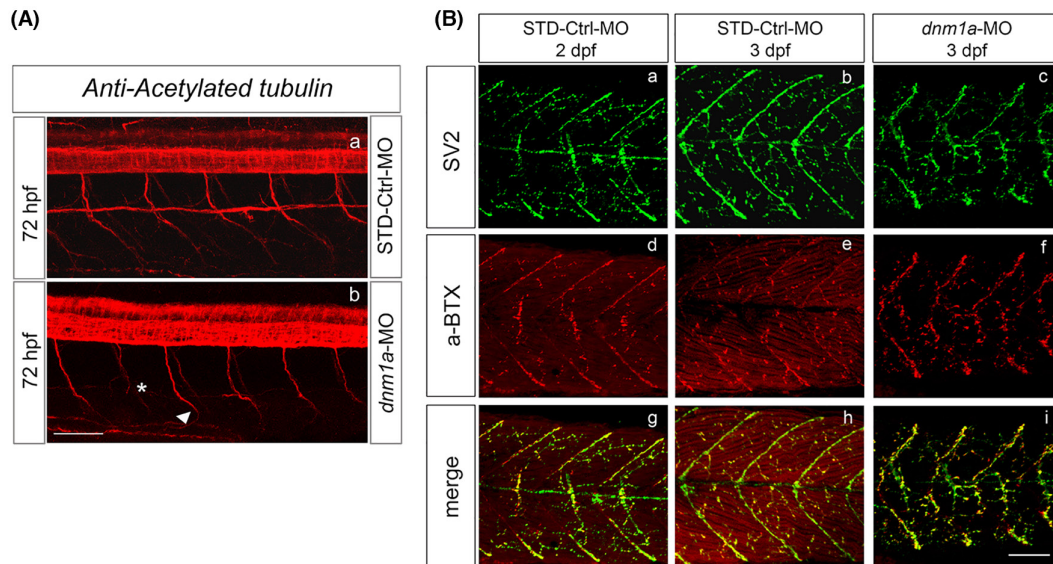 (A)
Anti-Acetylated tubulin
72 hpf
a
STD-Ctrl-MO
72 hpf
b
*
dnm1a-MO
(B)
STD-Ctrl-MO
2 dpf
STD-Ctrl-MO
3 dpf
dnm1a-MO
3 dpf
SV2
a
b
c
a-BTX
d
e
f
merge
g
h
i